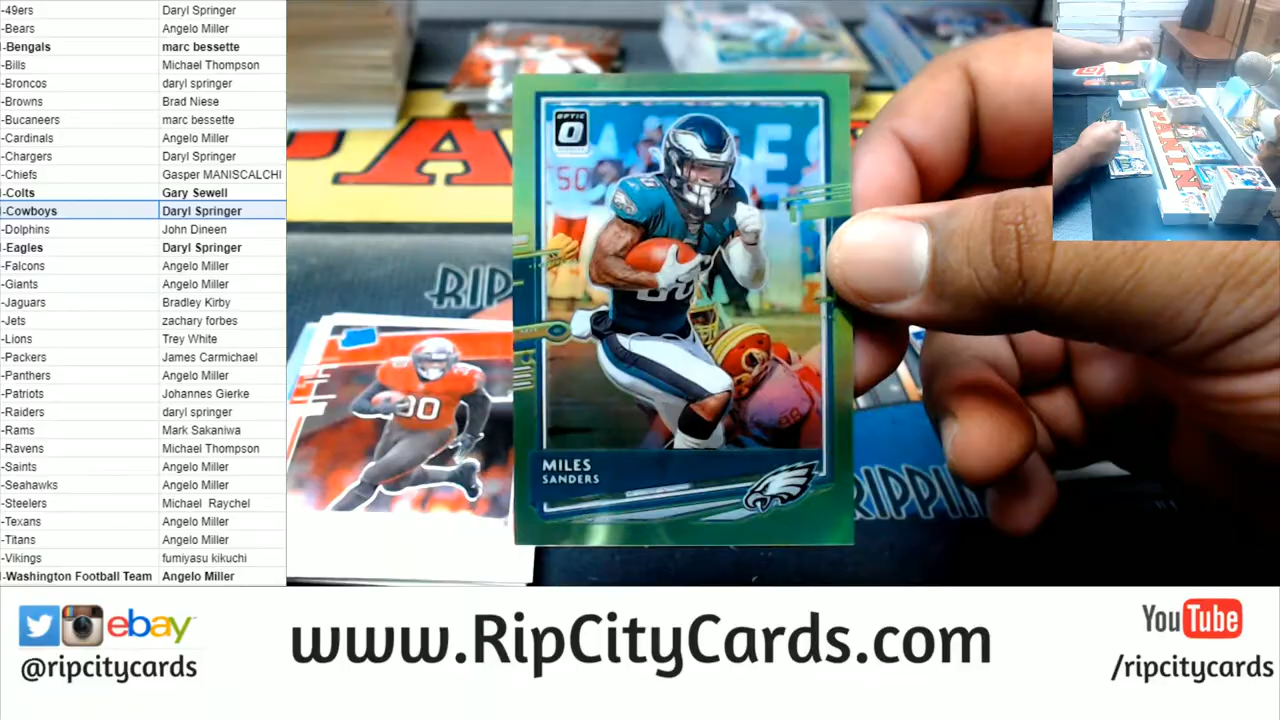 -49ers Daryl Springer
-Bears Angelo Miller
-Bengals marc bessette
-Bills Michael Thompson
-Broncos daryl springer
-Browns Brad Niese
-Bucaneers marc bessette
-Cardinals Angelo Miller
-Chargers Daryl Springer
-Chiefs Gasper MANISCALCHI
-Colts Gary Sewell
-Cowboys Daryl Springer
-Dolphins John Dineen
-Eagles Daryl Springer
-Falcons Angelo Miller
-Giants Angelo Miller
-Jaguars Bradley Kirby
-Jets zachary forbes
-Lions Trey White
-Packers James Carmichael
-Panthers Angelo Miller
-Patriots Johannes Gierke
-Raiders daryl springer
-Rams Mark Sakaniwa
-Ravens Michael Thompson
-Saints Angelo Miller
-Seahawks Angelo Miller
-Steelers Michael Raychel
-Texans Angelo Miller
-Titans Angelo Miller
-Vikings fumiyasu kikuchi
-Washington Football Team Angelo Miller
OPTIC
MILES
SANDERS
RIP
RIPPIN
PANINI
ebay
@ripcitycards
www.RipCityCards.com
YouTube
/ripcitycards